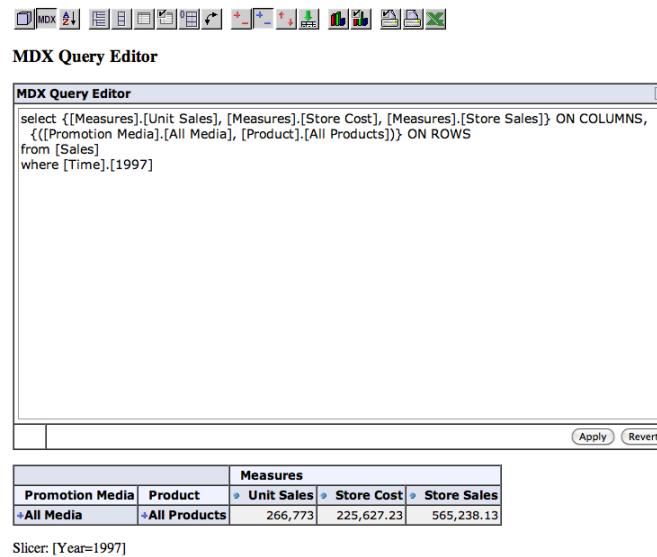 MDX
MDX Query Editor
MDX Query Editor
select {[Measures].[Unit Sales], [Measures].[Store Cost], [Measures].[Store Sales]} ON COLUMNS,
{([Promotion Media].[All Media], [Product].[All Products])} ON ROWS
from [Sales]
where [Time].[1997]
Apply Revert
Measures
Promotion Media Product Unit Sales Store Cost Store Sales
+All Media +All Products 266,773 225,627.23 565,238.13
Slicer: [Year=1997]